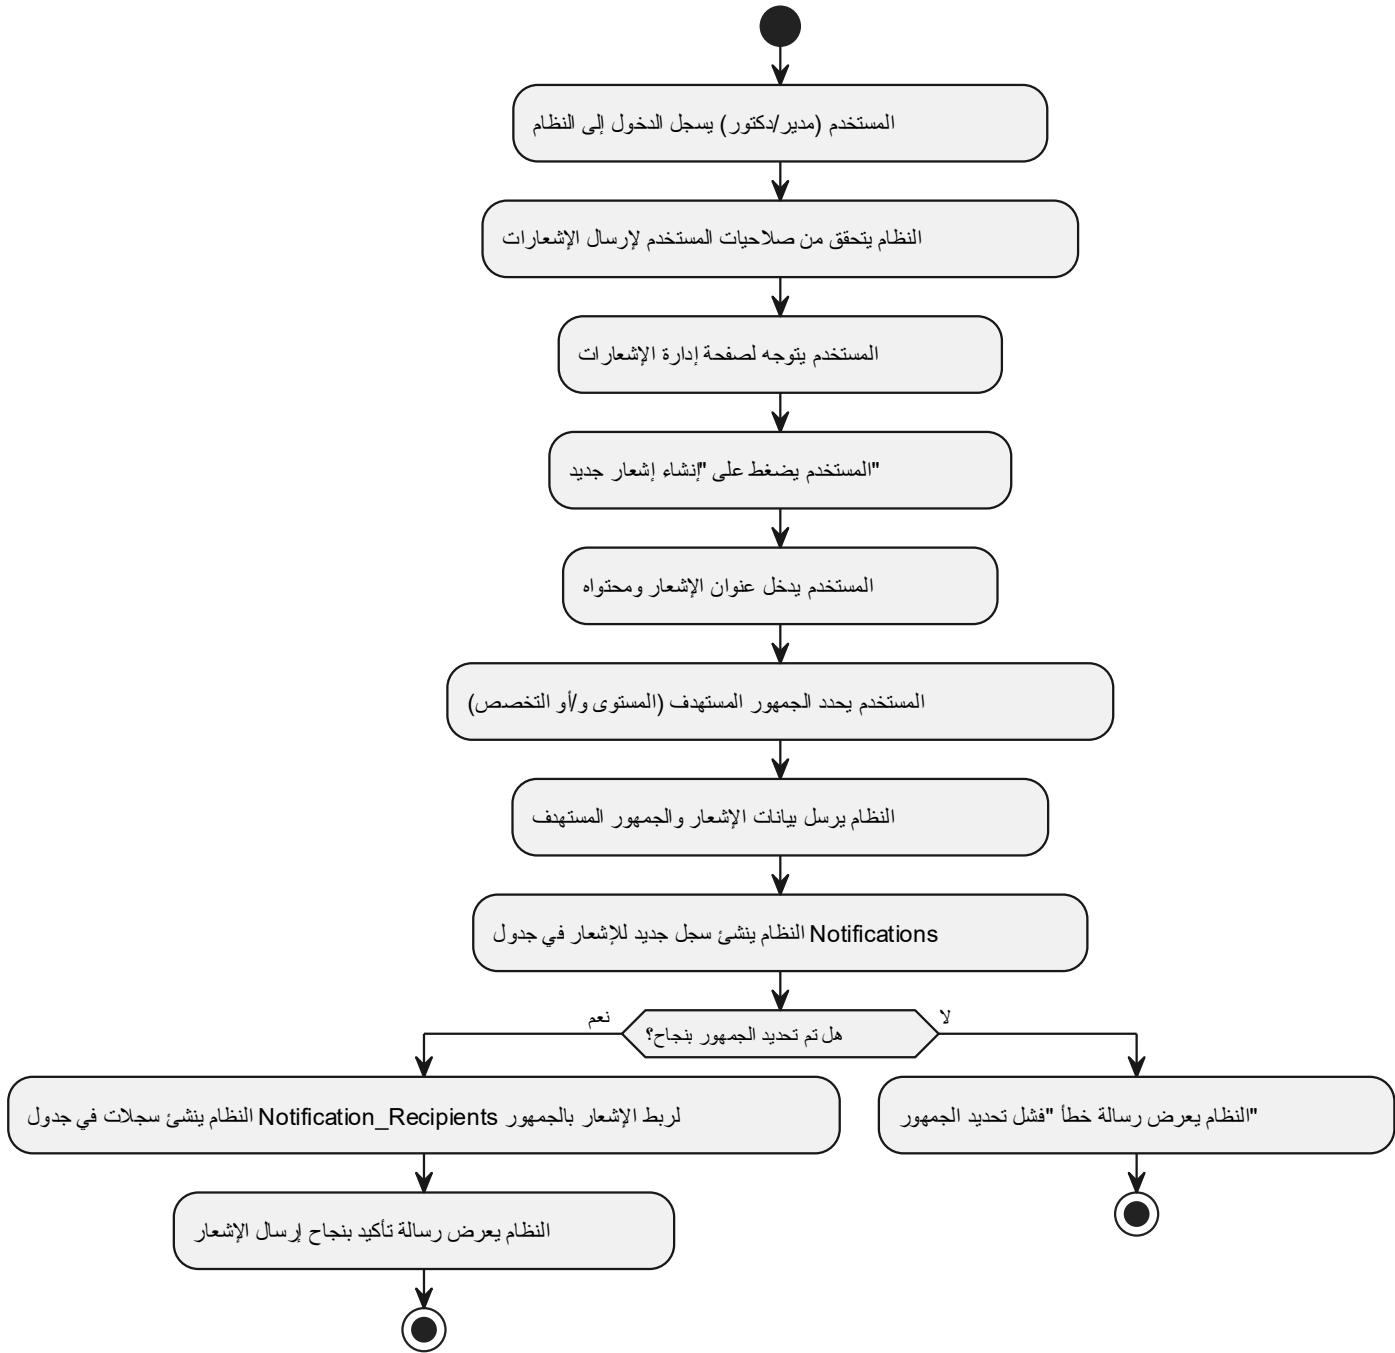 المستخدم (مدير/دكتور) يسجل الدخول إلى النظام
النظام يتحقق من صلاحيات المستخدم لإرسال الإشعارات
المستخدم يتوجه لصفحة إدارة الإشعارات
المستخدم يضغط على "إنشاء إشعار جديد"
المستخدم يدخل عنوان الإشعار ومحتواه
المستخدم يحدد الجمهور المستهدف (المستوى و/أو التخصص)
النظام يرسل بيانات الإشعار والجمهور المستهدف
النظام ينشئ سجل جديد للإشعار في جدول Notifications
هل تم تحديد الجمهور بنجاح؟
نعم
لا
النظام ينشئ سجلات في جدول Notification_Recipients لربط الإشعار بالجمهور
النظام يعرض رسالة خطأ "فشل تحديد الجمهور"
النظام يعرض رسالة تأكيد بنجاح إرسال الإشعار